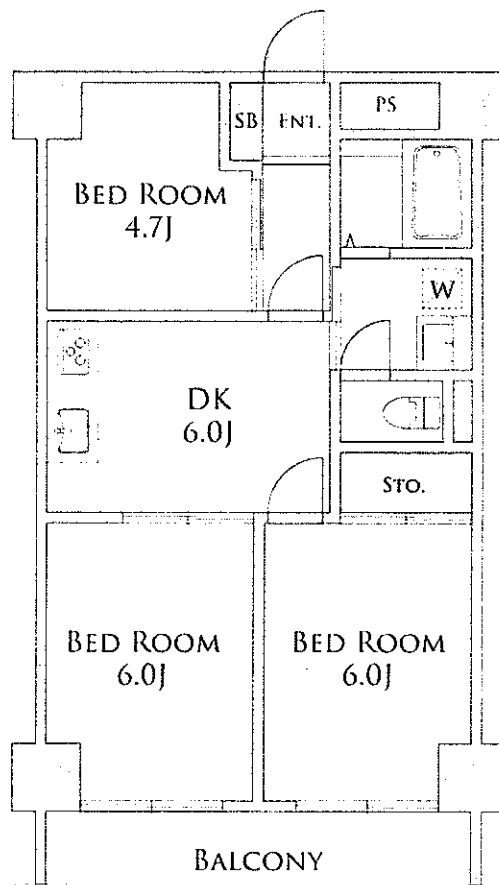 SB
ENT.
PS
BED ROOM
4.7J
W
DK
6.0J
STO.
BED ROOM
6.0J
BED ROOM
6.0J
BALCONY